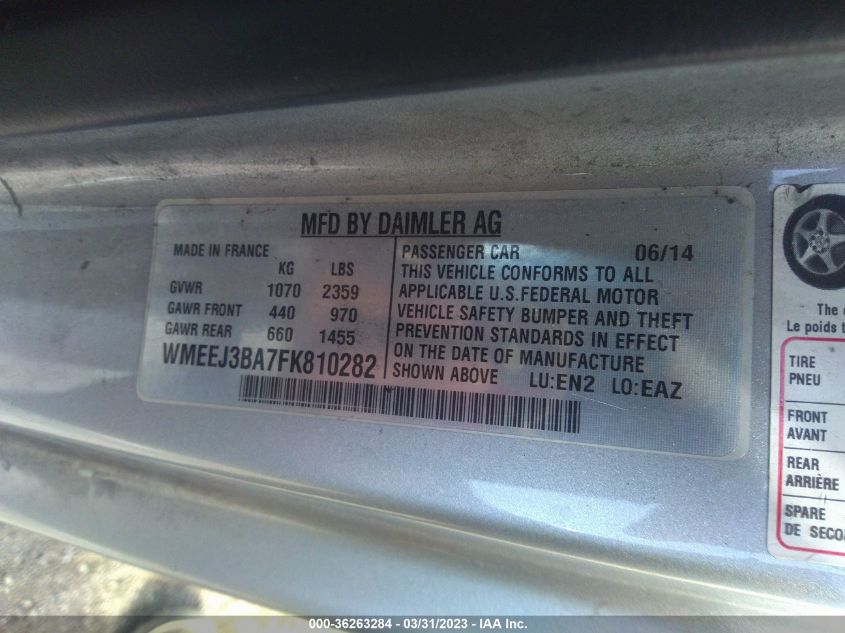 MFD BY DAIMLER AG
MADE IN FRANCE
KG LBS
GVWR 1070 2359
GAWR FRONT 440 970
GAWR REAR 660 1455
WMEEJ3BA7FK810282
PASSENGER CAR 06/14
THIS VEHICLE CONFORMS TO ALL
APPLICABLE U.S.FEDERAL MOTOR
VEHICLE SAFETY BUMPER AND THEFT
PREVENTION STANDARDS IN EFFECT
ON THE DATE OF MANUFACTURE
SHOWN ABOVE LU:EN2 LO:EAZ
The
Le poids
TIRE
PNEU
FRONT
AVANT
REAR
ARRIÈRE
SPARE
DE SECO
000-36263284 - 03/31/2023 - IAA Inc.